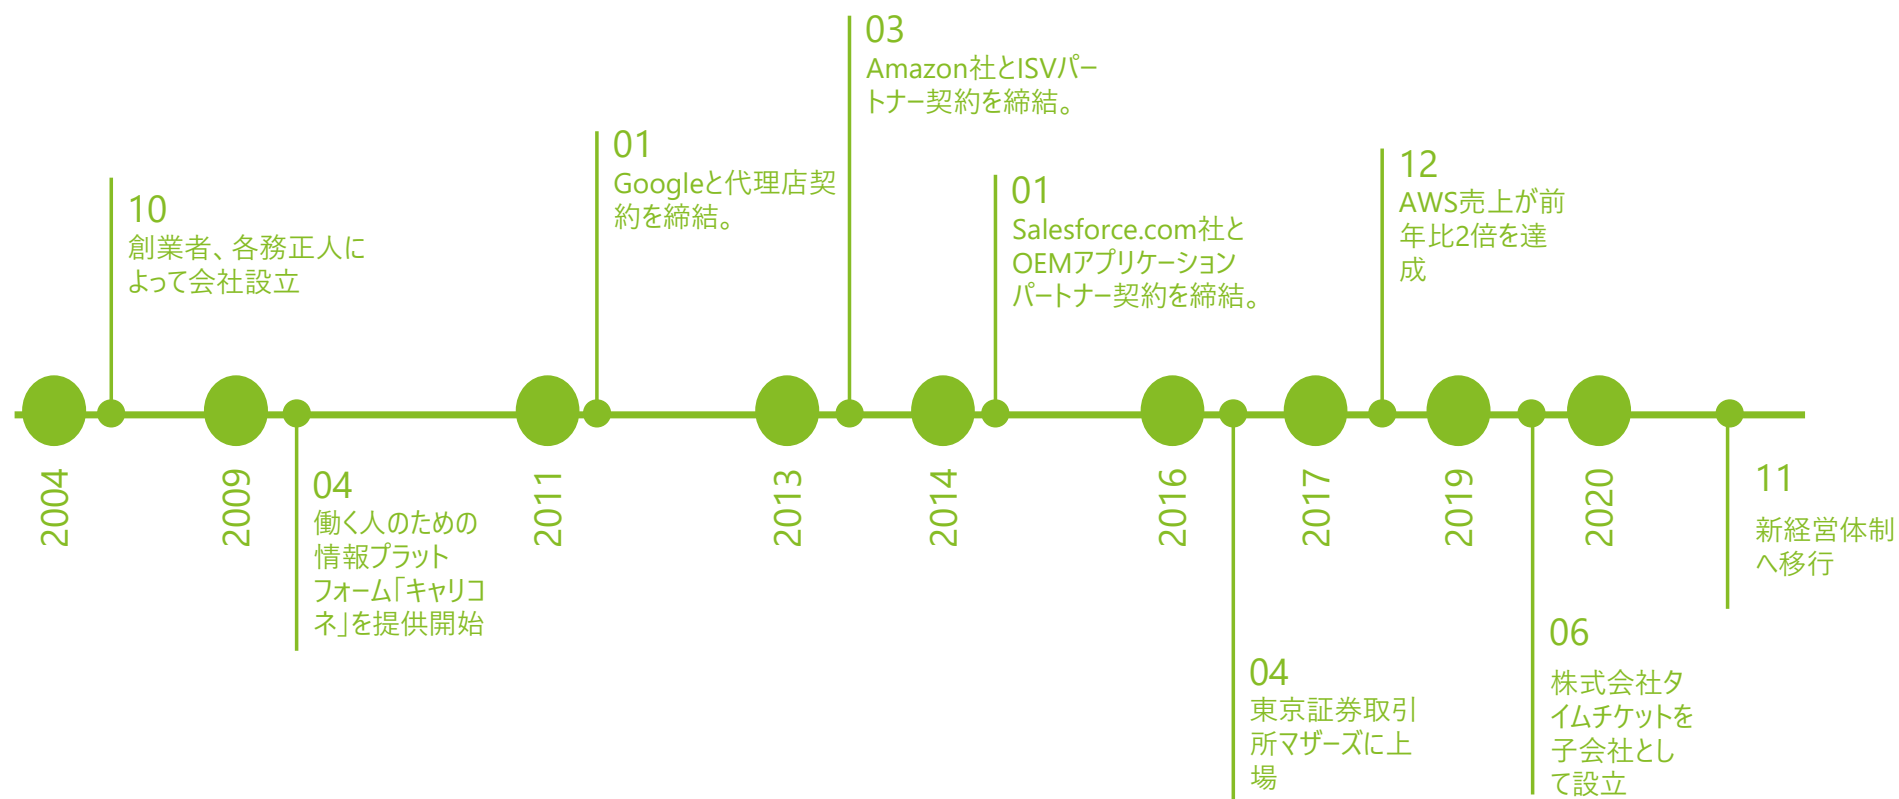 2004
10
創業者、各務正人に
よって会社設立
2009
04
働く人のための
情報プラット
フォーム「キャリコ
ネ」を提供開始
2011
01
Googleと代理店契
約を締結。
2013
03
Amazon社とISVパー
トナー契約を締結。
2014
01
Salesforce.com社と
OEMアプリケーション
パートナー契約を締結。
2016
04
東京証券取引
所マザーズに上
場
2017
12
AWS売上が前
年比2倍を達
成
2019
06
株式会社タ
イムチケットを
子会社とし
て設立
2020
11
新経営体制
へ移行